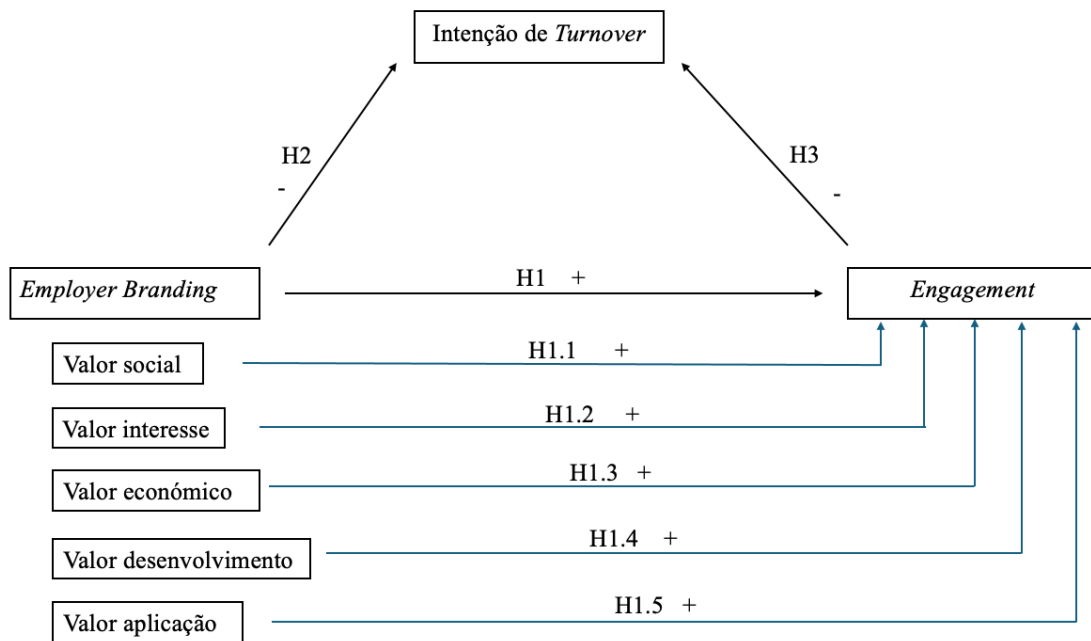 Intenção de Turnover
H2
-
H3
-
Employer Branding
H1 +
Engagement
Valor social
H1.1 +
Valor interesse
H1.2 +
Valor económico
H1.3 +
Valor desenvolvimento
H1.4 +
Valor aplicação
H1.5 +